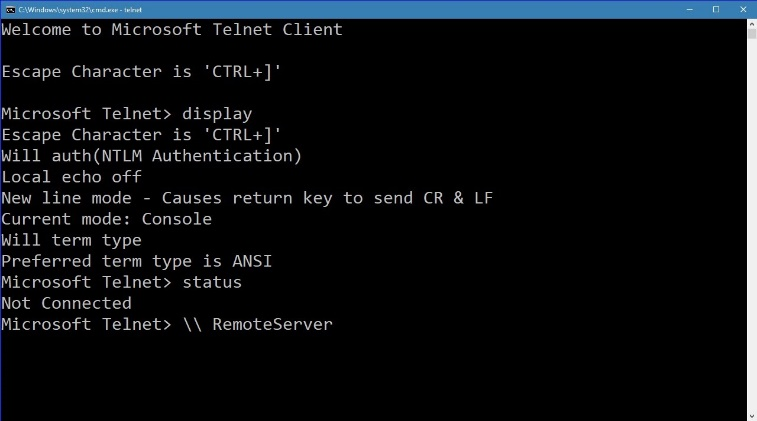 C:\Windows\system32\cmd.exe - telnet
Welcome to Microsoft Telnet Client
Escape Character is 'CTRL+]'
Microsoft Telnet> display
Escape Character is 'CTRL+]'
Will auth(NTLM Authentication)
Local echo off
New line mode - Causes return key to send CR & LF
Current mode: Console
Will term type
Preferred term type is ANSI
Microsoft Telnet> status
Not Connected
Microsoft Telnet> \\ RemoteServer